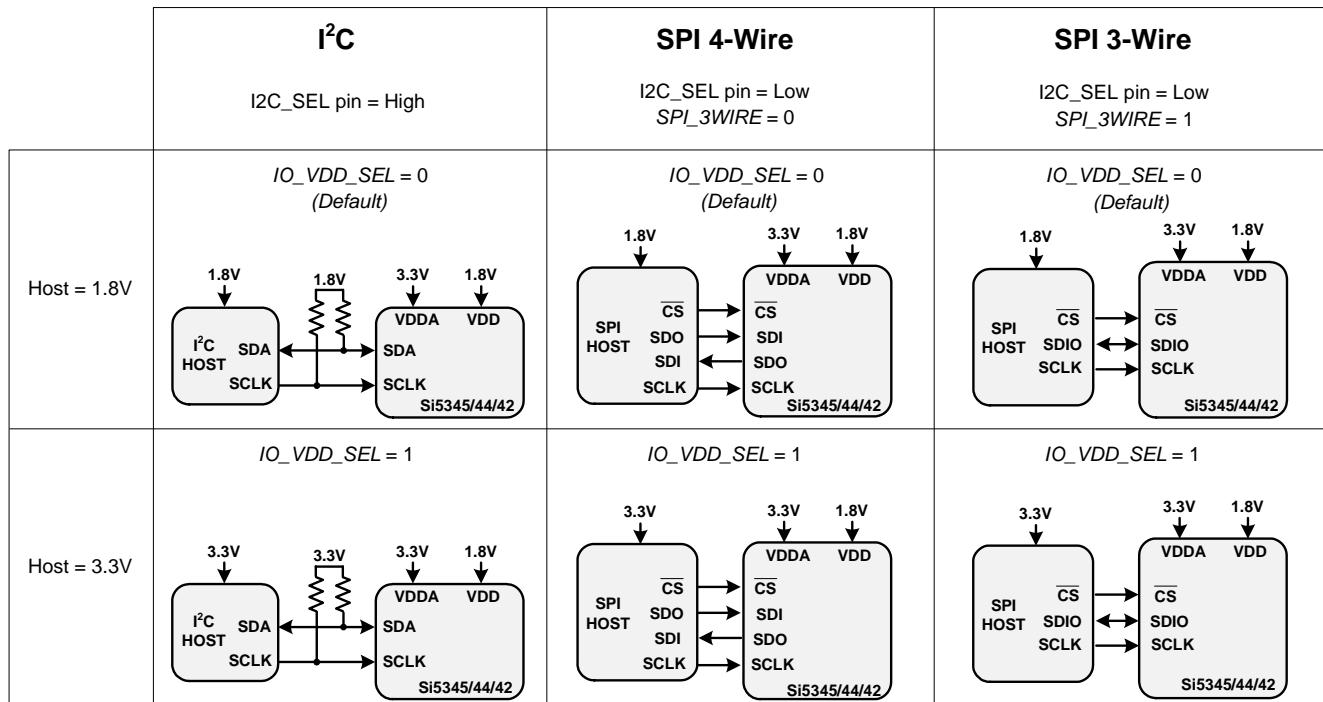 I²C
I2C_SEL pin = High
SPI 4-Wire
I2C_SEL pin = Low
SPI_3WIRE = 0
SPI 3-Wire
I2C_SEL pin = Low
SPI_3WIRE = 1
Host = 1.8V
IO_VDD_SEL = 0
(Default)
1.8V
1.8V
3.3V
1.8V
VDDA
VDD
I²C
HOST
SDA
SDA
SCLK
SCLK
Si5345/44/42
IO_VDD_SEL = 0
(Default)
1.8V
3.3V
1.8V
VDDA
VDD
SPI
HOST
CS
CS
SDO
SDI
SDI
SDO
SCLK
SCLK
Si5345/44/42
IO_VDD_SEL = 0
(Default)
1.8V
3.3V
1.8V
VDDA
VDD
SPI
HOST
CS
CS
SDIO
SDIO
SCLK
SCLK
Si5345/44/42
Host = 3.3V
IO_VDD_SEL = 1
3.3V
3.3V
3.3V
1.8V
VDDA
VDD
I²C
HOST
SDA
SDA
SCLK
SCLK
Si5345/44/42
IO_VDD_SEL = 1
3.3V
3.3V
1.8V
VDDA
VDD
SPI
HOST
CS
CS
SDO
SDI
SDI
SDO
SCLK
SCLK
Si5345/44/42
IO_VDD_SEL = 1
3.3V
3.3V
1.8V
VDDA
VDD
SPI
HOST
CS
CS
SDIO
SDIO
SCLK
SCLK
Si5345/44/42